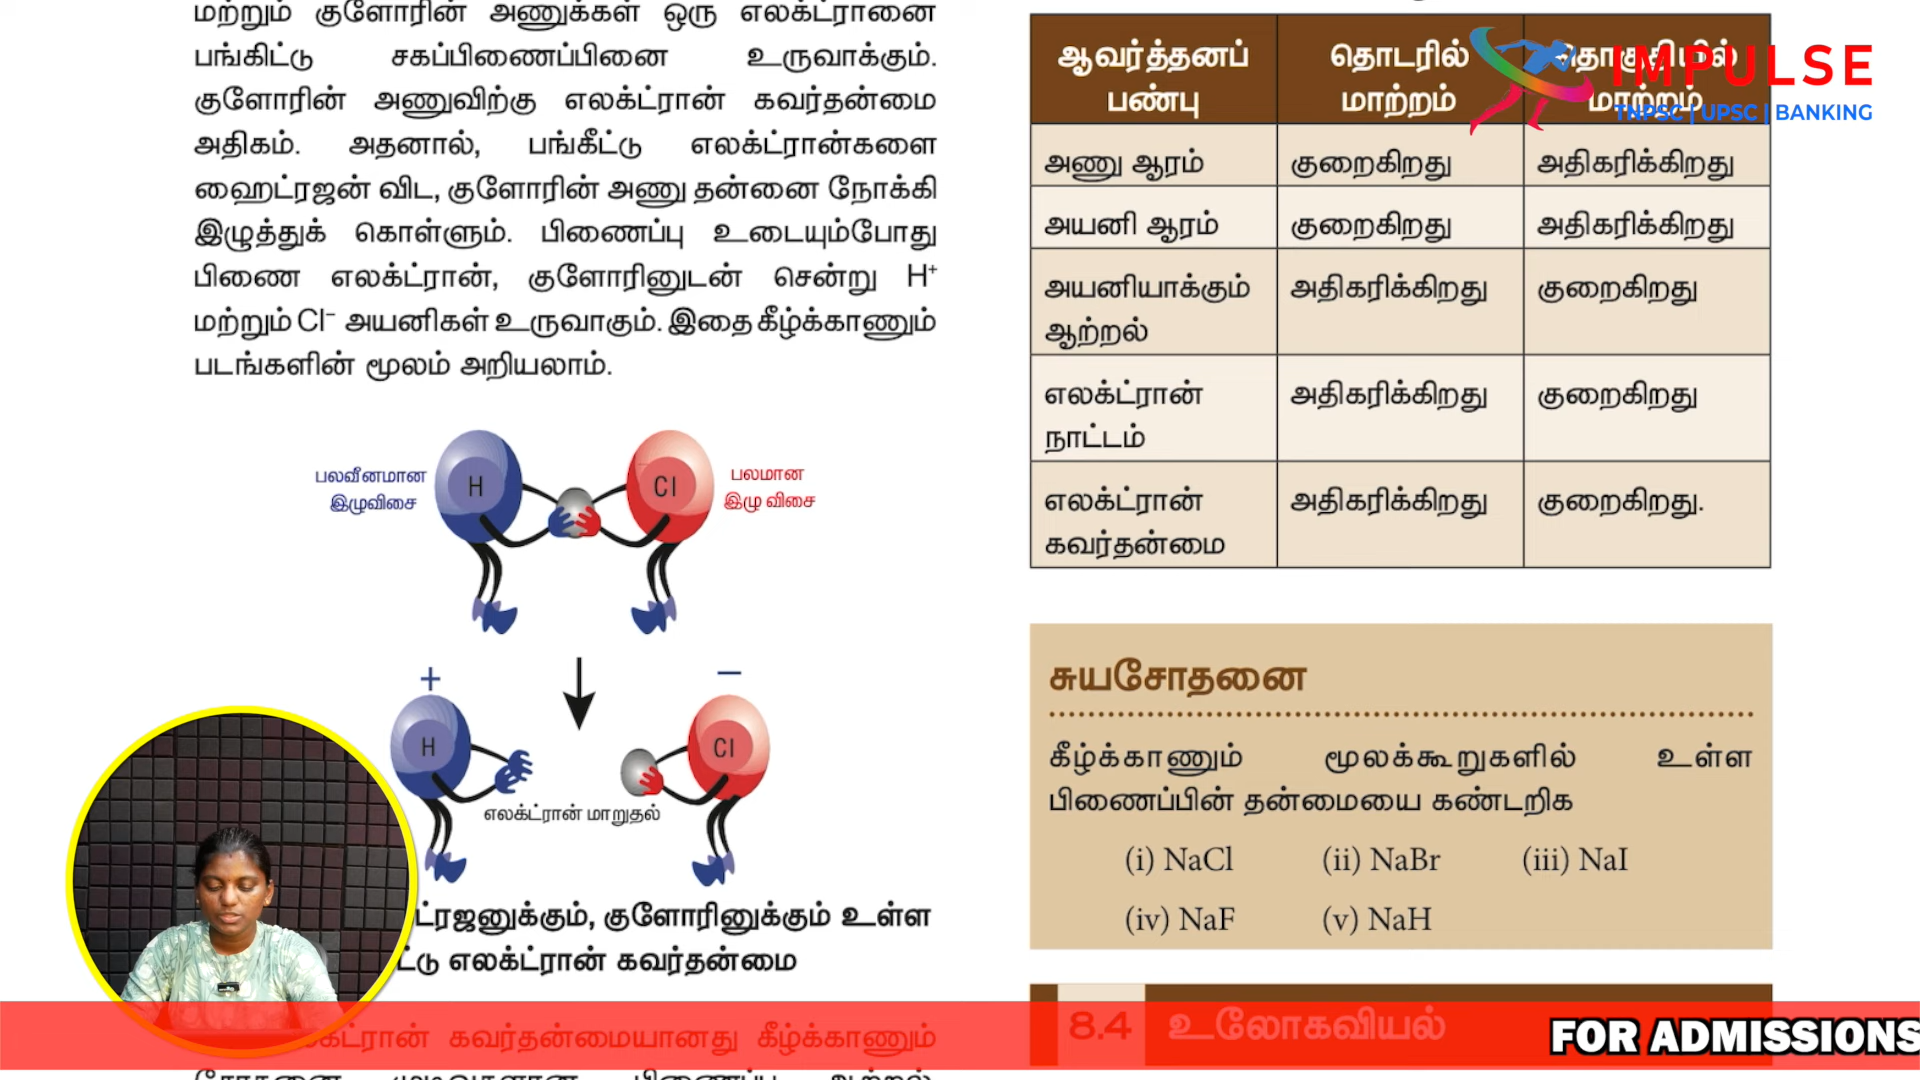 மற்றும் குளோரின் அணுக்கள் ஒரு எலக்ட்ரானை
பங்கிட்டு சகப்பிணைப்பினை உருவாக்கும்.
குளோரின் அணுவிற்கு எலக்ட்ரான் கவர்தன்மை
அதிகம். அதனால், பங்கீட்டு எலக்ட்ரான்களை
ஹைட்ரஜன் விட, குளோரின் அணு தன்னை நோக்கி
இழுத்துக் கொள்ளும். பிணைப்பு உடையும்போது
பிணை எலக்ட்ரான், குளோரினுடன் சென்று H⁺
மற்றும் Cl⁻ அயனிகள் உருவாகும். இதை கீழ்க்காணும்
படங்களின் மூலம் அறியலாம்.
பலவீனமான
இழுவிசை
H
Cl
பலமான
இழு விசை
+
−
H
Cl
எலக்ட்ரான் மாறுதல்
ட்ரஜனுக்கும், குளோரினுக்கும் உள்ள
ட்டு எலக்ட்ரான் கவர்தன்மை
க்ட்ரான் கவர்தன்மையானது கீழ்க்காணும்
ஆவர்த்தனப் பண்பு
தொடரில் மாற்றம்
தொகுதியில் மாற்றம்
அணு ஆரம் குறைகிறது அதிகரிக்கிறது
அயனி ஆரம் குறைகிறது அதிகரிக்கிறது
அயனியாக்கும் அதிகரிக்கிறது குறைகிறது
ஆற்றல்
எலக்ட்ரான் அதிகரிக்கிறது குறைகிறது
நாட்டம்
எலக்ட்ரான் அதிகரிக்கிறது குறைகிறது.
கவர்தன்மை
IMPULSE
TNPSC | UPSC | BANKING
சுயசோதனை
கீழ்க்காணும் மூலக்கூறுகளில் உள்ள
பிணைப்பின் தன்மையை கண்டறிக
(i) NaCl (ii) NaBr (iii) NaI
(iv) NaF (v) NaH
8.4 உலோகவியல்
FOR ADMISSIONS